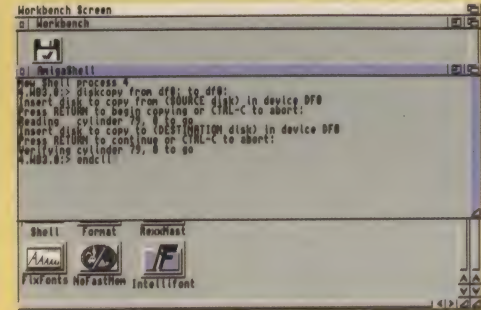 Workbench Screen
Workbench
AmigaShell
New Shell process 4
4.WB3.0:> diskcopy from df0: to df0:
Insert disk to copy from (SOURCE disk) in device DF0
Press RETURN to begin copying or CTRL-C to abort:
Reading cylinder 79, 0 to go
Insert disk to copy to (DESTINATION disk) in device DF0
Press RETURN to continue or CTRL-C to abort:
Verifying cylinder 79, 0 to go
4.WB3.0:> endcli
Shell Format RexxMast
FixFonts NoFastMem Intellifont